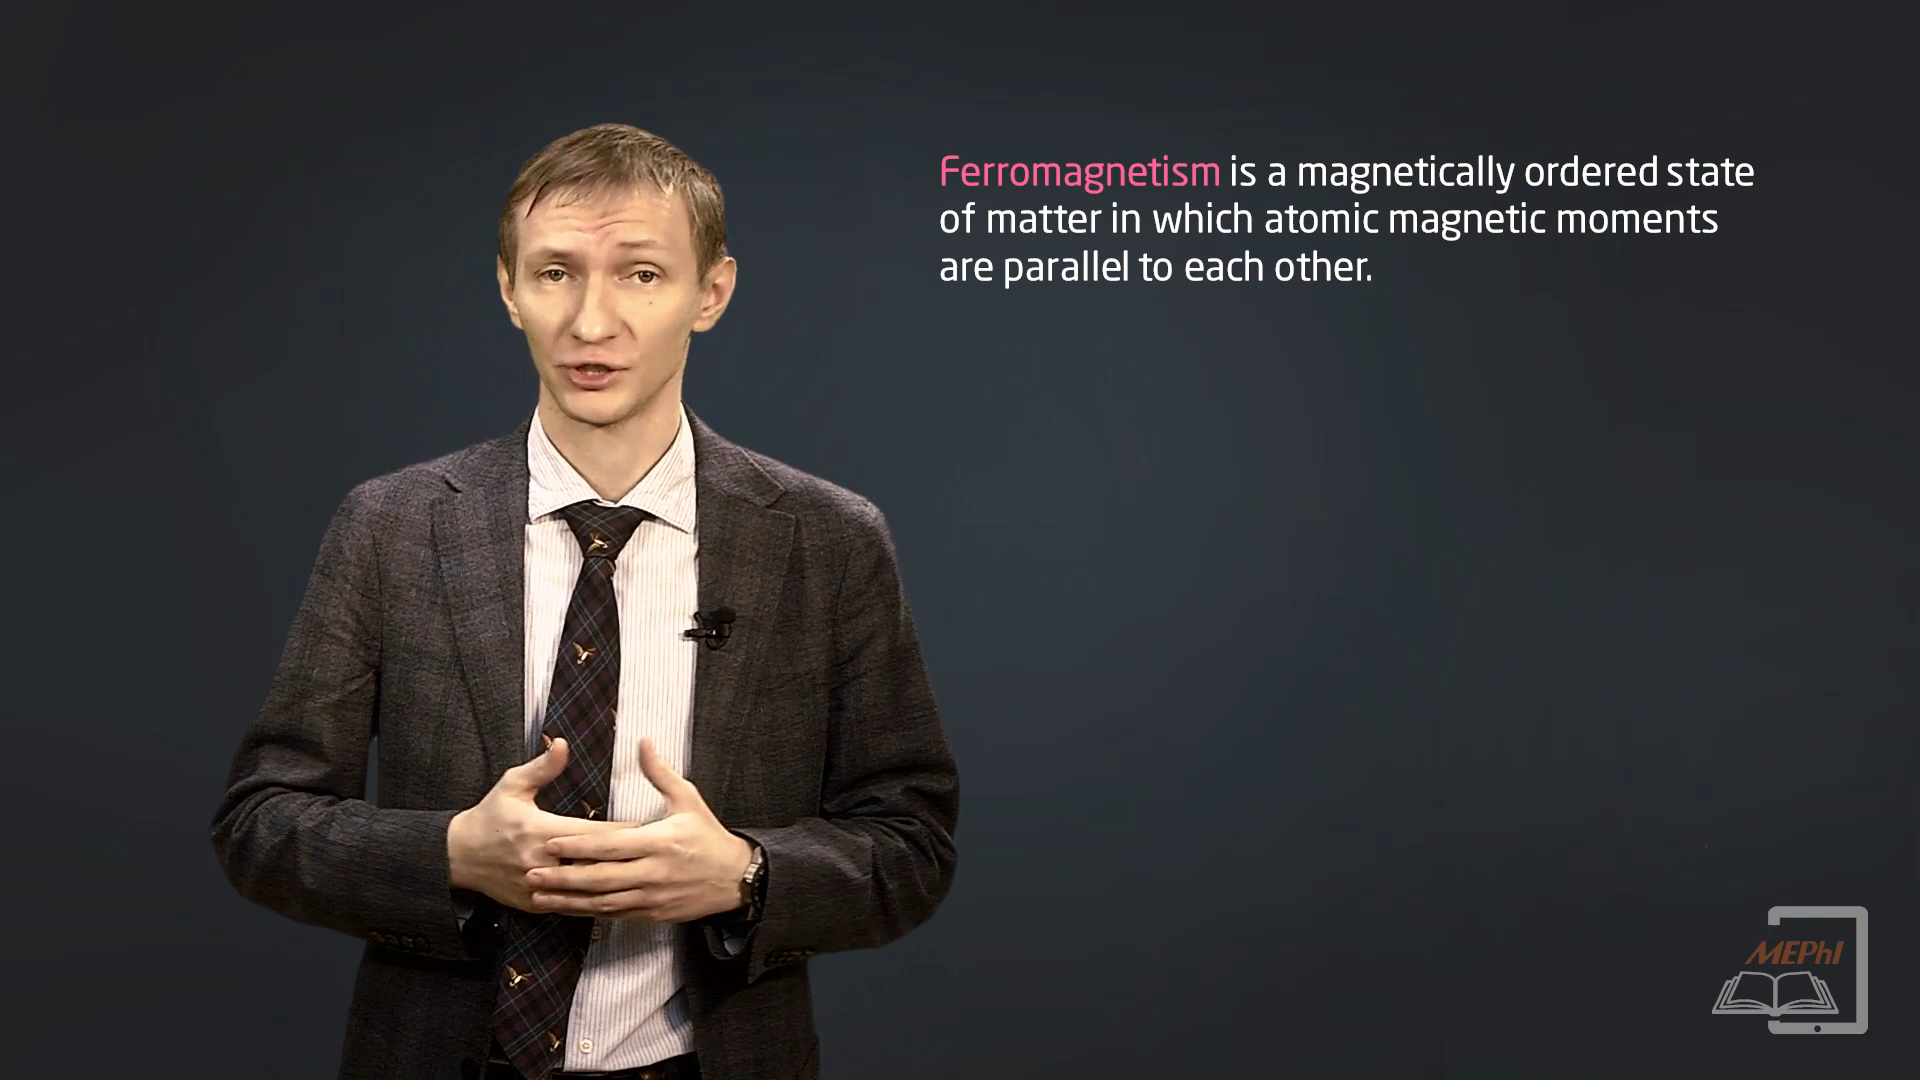 Ferromagnetism is a magnetically ordered state
of matter in which atomic magnetic moments
are parallel to each other.
MEPhI